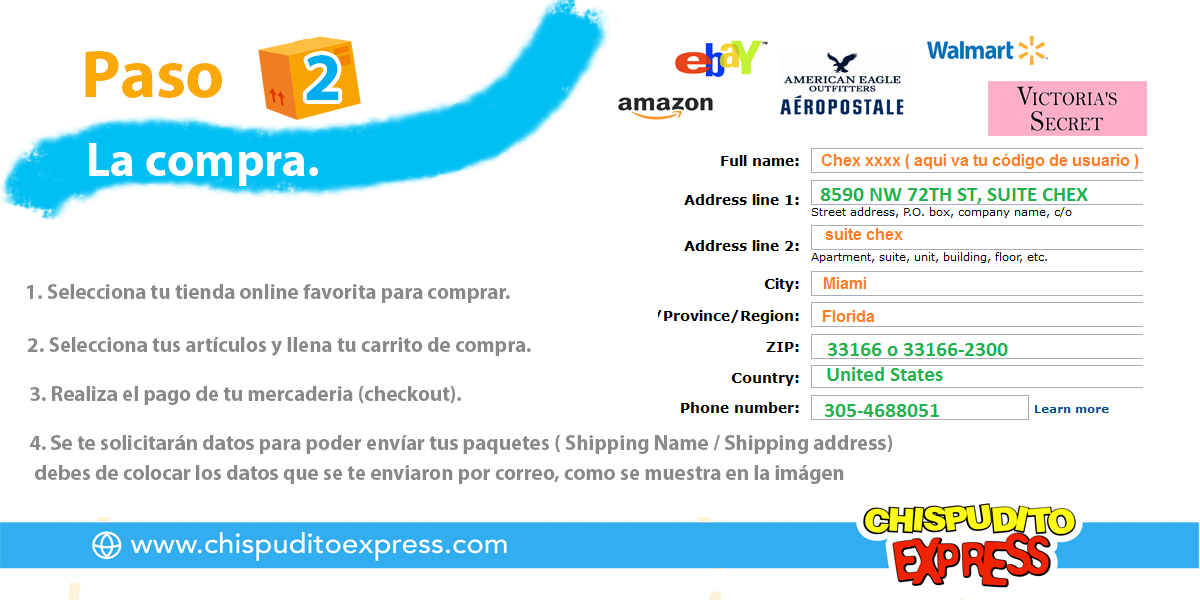 Paso 2
La compra.
ebaY™
amazon
AMERICAN EAGLE
OUTFITTERS
AÉROPOSTALE
Walmart
VICTORIA'S
SECRET
Full name: Chex xxxx ( aqui va tu código de usuario )
Address line 1: 8590 NW 72TH ST, SUITE CHEX
Street address, P.O. box, company name, c/o
Address line 2: suite chex
Apartment, suite, unit, building, floor, etc.
City: Miami
/Province/Region: Florida
ZIP: 33166 o 33166-2300
Country: United States
Phone number: 305-4688051 Learn more
1. Selecciona tu tienda online favorita para comprar.
2. Selecciona tus artículos y llena tu carrito de compra.
3. Realiza el pago de tu mercaderia (checkout).
4. Se te solicitarán datos para poder envíar tus paquetes ( Shipping Name / Shipping address)
debes de colocar los datos que se te enviaron por correo, como se muestra en la imágen
www.chispuditoexpress.com
CHISPUDITO
EXPRESS